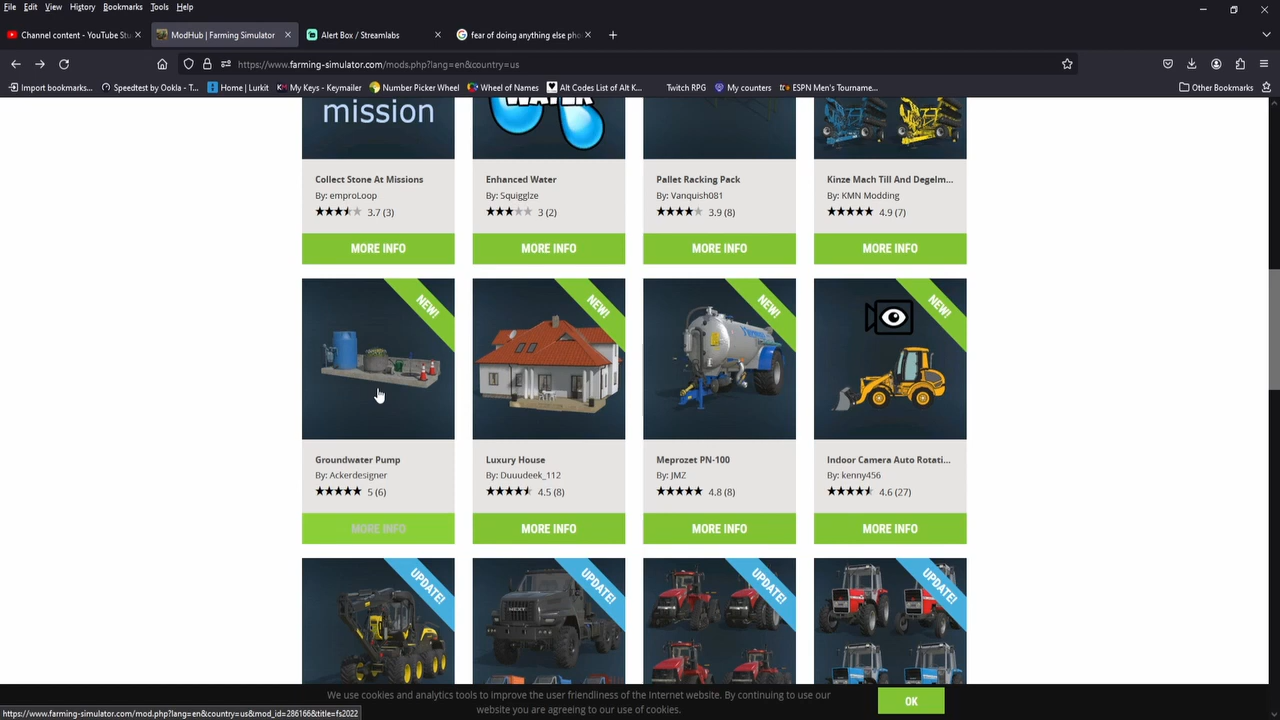 File Edit View History Bookmarks Tools Help
Channel content - YouTube Stu
ModHub | Farming Simulator
Alert Box / Streamlabs
fear of doing anything else pho
https://www.farming-simulator.com/mods.php?lang=en&country=us
Import bookmarks...
Speedtest by Ookla - T...
Home | Lurkit
My Keys - Keymailer
Number Picker Wheel
Wheel of Names
Alt Codes List of Alt K...
Twitch RPG
My counters
ESPN Men's Tourname...
Other Bookmarks
mission
WATER
Collect Stone At Missions
By: emproLoop
3.7 (3)
MORE INFO
Enhanced Water
By: Squigglze
3 (2)
MORE INFO
Pallet Racking Pack
By: Vanquish081
3.9 (8)
MORE INFO
Kinze Mach Till And Degelm...
By: KMN Modding
4.9 (7)
MORE INFO
NEW!
Groundwater Pump
By: Ackerdesigner
5 (6)
MORE INFO
NEW!
Luxury House
By: Duuudeek_112
4.5 (8)
MORE INFO
NEW!
Meprozet PN-100
By: JMZ
4.8 (8)
MORE INFO
NEW!
Indoor Camera Auto Rotati...
By: kenny456
4.6 (27)
MORE INFO
UPDATE!
UPDATE!
UPDATE!
UPDATE!
We use cookies and analytics tools to improve the user friendliness of the Internet website. By continuing to use our
website you are agreeing to our use of cookies.
OK
https://www.farming-simulator.com/mod.php?lang=en&country=us&mod_id=286166&title=fs2022